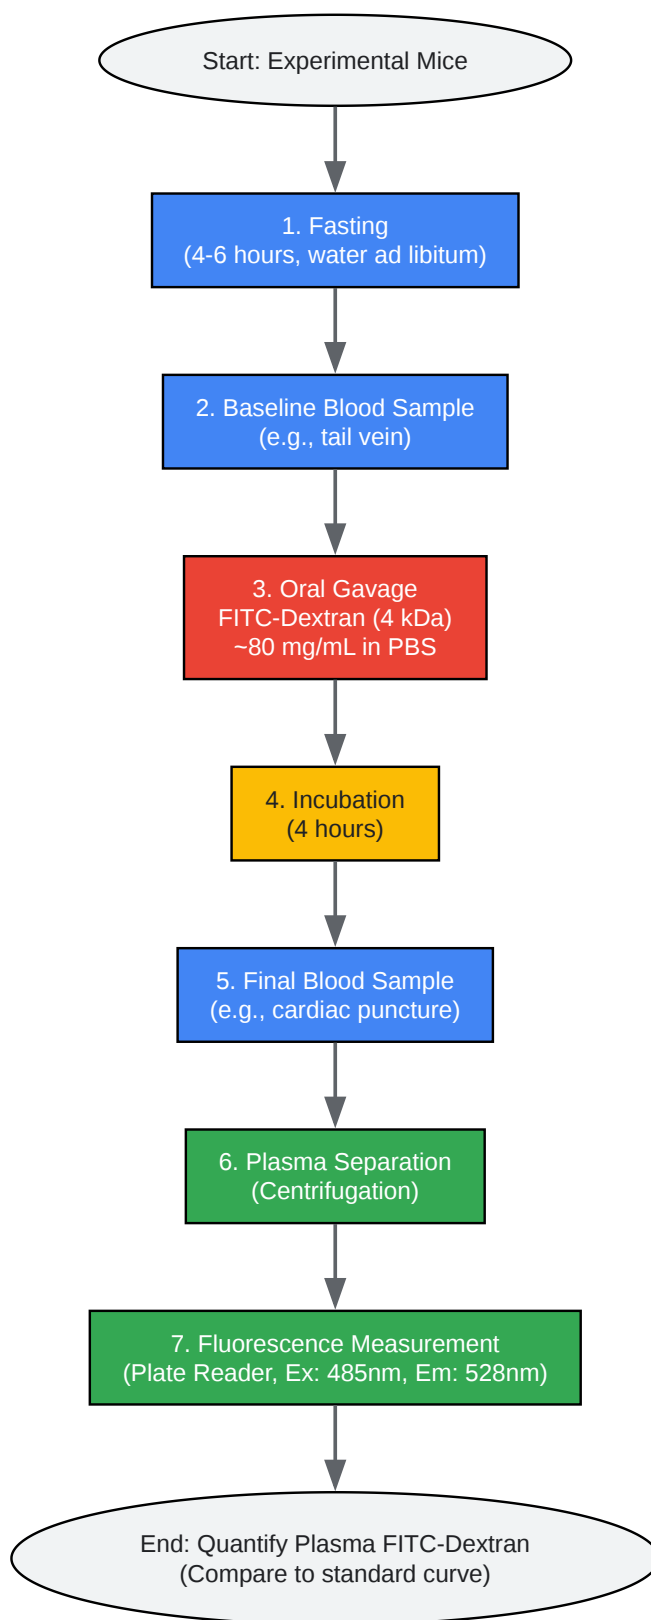 Start: Experimental Mice
1. Fasting
(4-6 hours, water ad libitum)
2. Baseline Blood Sample
(e.g., tail vein)
3. Oral Gavage
FITC-Dextran (4 kDa)
~80 mg/mL in PBS
4. Incubation
(4 hours)
5. Final Blood Sample
(e.g., cardiac puncture)
6. Plasma Separation
(Centrifugation)
7. Fluorescence Measurement
(Plate Reader, Ex: 485nm, Em: 528nm)
End: Quantify Plasma FITC-Dextran
(Compare to standard curve)